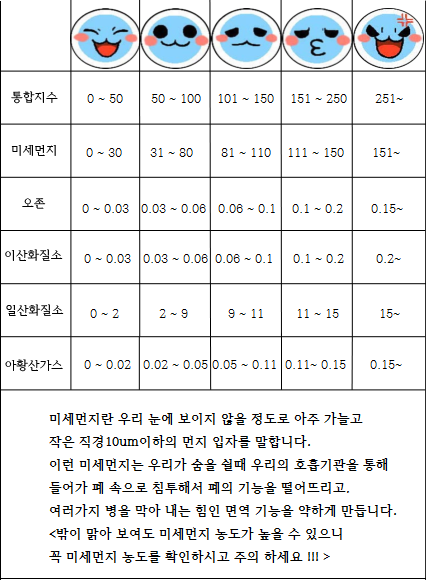 통합지수 0 ~ 50 50 ~ 100 101 ~ 150 151 ~ 250 251~
미세먼지 0 ~ 30 31 ~ 80 81 ~ 110 111 ~ 150 151~
오존 0 ~ 0.03 0.03 ~ 0.06 0.06 ~ 0.1 0.1 ~ 0.2 0.15~
이산화질소 0 ~ 0.03 0.03 ~ 0.06 0.06 ~ 0.1 0.1 ~ 0.2 0.2~
일산화질소 0 ~ 2 2 ~ 9 9 ~ 11 11 ~ 15 15~
아황산가스 0 ~ 0.02 0.02 ~ 0.05 0.05 ~ 0.11 0.11~ 0.15 0.15~
미세먼지란 우리 눈에 보이지 않을 정도로 아주 가늘고
작은 직경10um이하의 먼지 입자를 말합니다.
이런 미세먼지는 우리가 숨을 쉴때 우리의 호흡기관을 통해
들어가 폐 속으로 침투해서 폐의 기능을 떨어뜨리고,
여러가지 병을 막아 내는 힘인 면역 기능을 약하게 만듭니다.
<밖이 맑아 보여도 미세먼지 농도가 높을 수 있으니
꼭 미세먼지 농도를 확인하시고 주의 하세요 !!! >